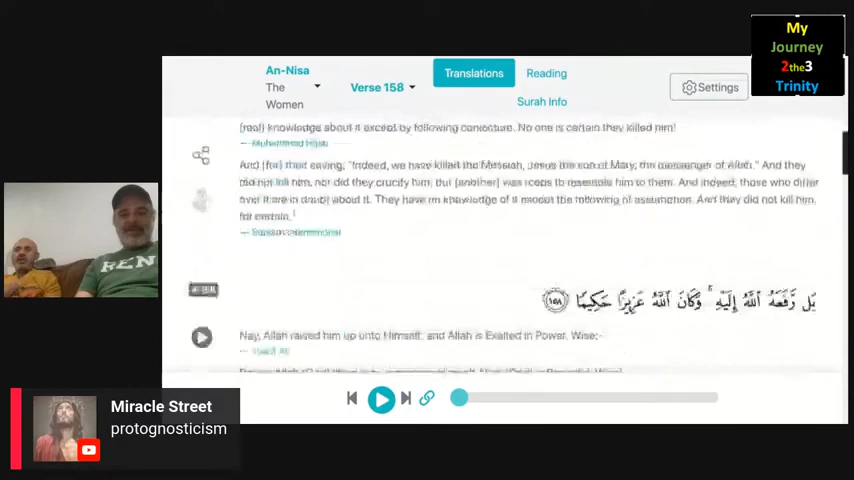 My
Journey
2the3
Trinity
An-Nisa
The
Women
Verse 158
Translations
Reading
Surah Info
Settings
knowledge about it except by following conjecture. No one is certain they killed him!
And [for] their saying, "Indeed, we have killed the Messiah, Jesus the son of Mary, the messenger of Allah." And they
did not kill him, nor did they crucify him; but [another] was made to resemble him to them. And indeed, those who differ
over it are in doubt about it. They have no knowledge of it except the following of assumption. And they did not kill him,
for certain.
بَل رَّفَعَهُ ٱللَّهُ إِلَيْهِ ۚ وَكَانَ ٱللَّهُ عَزِيزًا حَكِيمًا ١٥٨
Nay, Allah raised him up unto Himself; and Allah is Exalted in Power, Wise;-
REN
Miracle Street
protognosticism